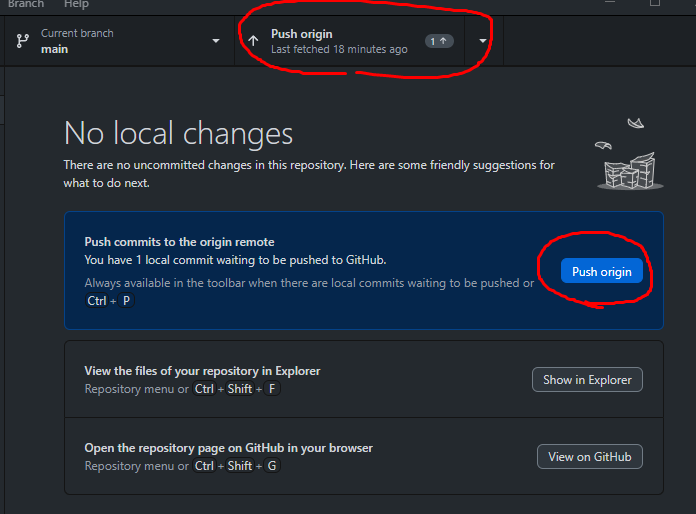 Branch Help
Current branch
main
Push origin
Last fetched 18 minutes ago
1
No local changes
There are no uncommitted changes in this repository. Here are some friendly suggestions for
what to do next.
Push commits to the origin remote
You have 1 local commit waiting to be pushed to GitHub.
Always available in the toolbar when there are local commits waiting to be pushed or
Ctrl + P
Push origin
View the files of your repository in Explorer
Repository menu or Ctrl + Shift + F
Show in Explorer
Open the repository page on GitHub in your browser
Repository menu or Ctrl + Shift + G
View on GitHub